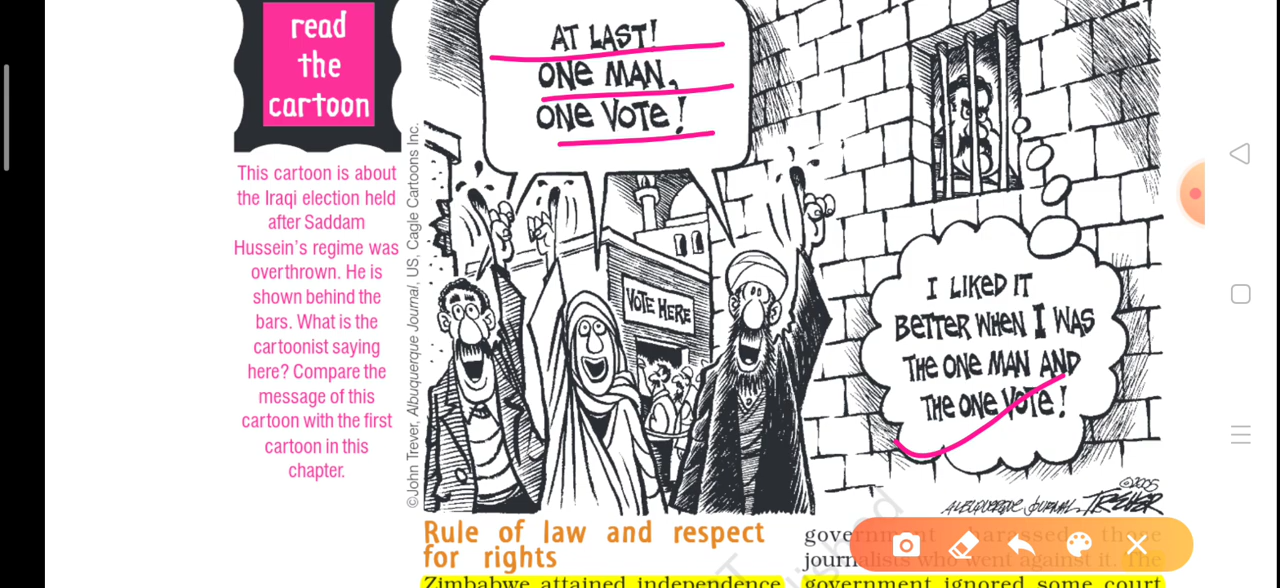 read
the
cartoon
This cartoon is about
the Iraqi election held
after Saddam
Hussein's regime was
overthrown. He is
shown behind the
bars. What is the
cartoonist saying
here? Compare the
message of this
cartoon with the first
cartoon in this
chapter.
©John Trever, Albuquerque Journal, US, Cagle Cartoons Inc.
AT LAST!
ONE MAN,
ONE VOTE!
VOTE HERE
I LIKED IT
BETTER WHEN I WAS
THE ONE MAN AND
THE ONE VOTE!
©2005
ALBUQUERQUE JOURNAL TREVER
Rule of law and respect
for rights
Zimbabwe attained independence
government harassed those
journalists who went against it. The
government ignored some court